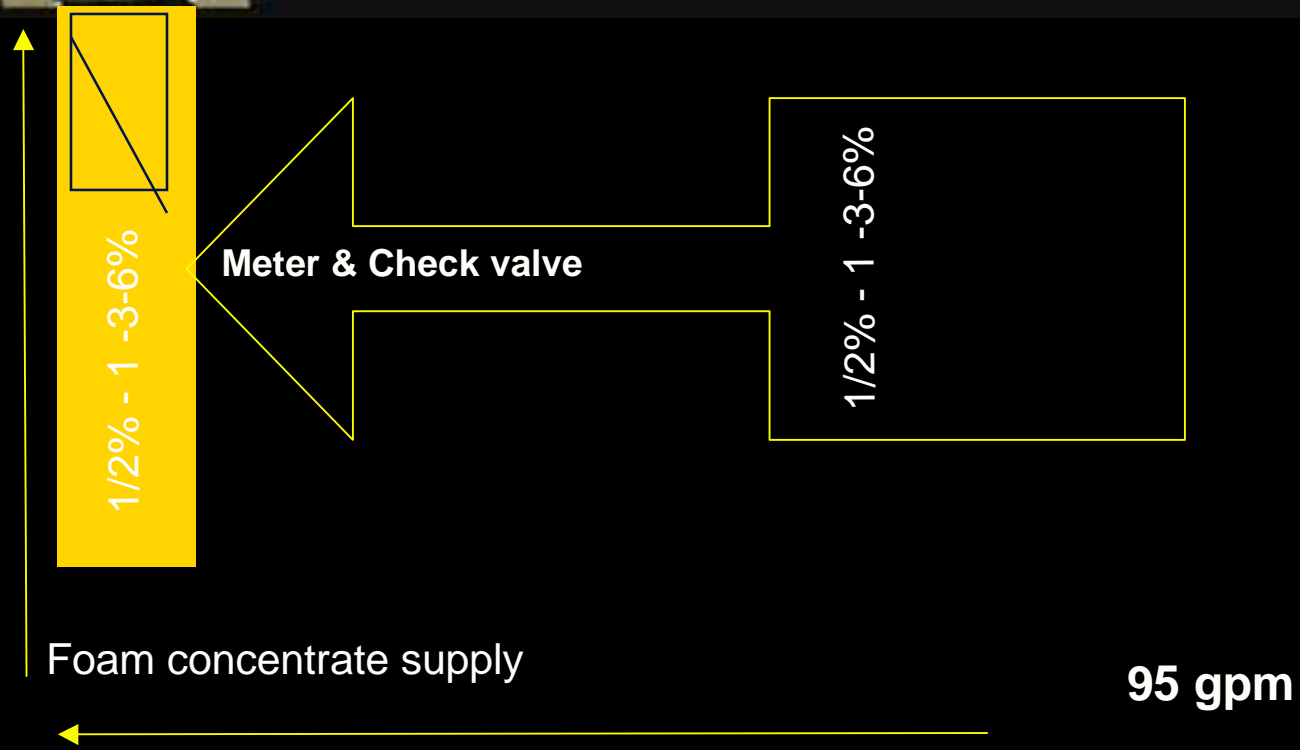 1/2% - 1 -3-6%
Meter & Check valve
1/2% - 1 -3-6%
Foam concentrate supply
95 gpm